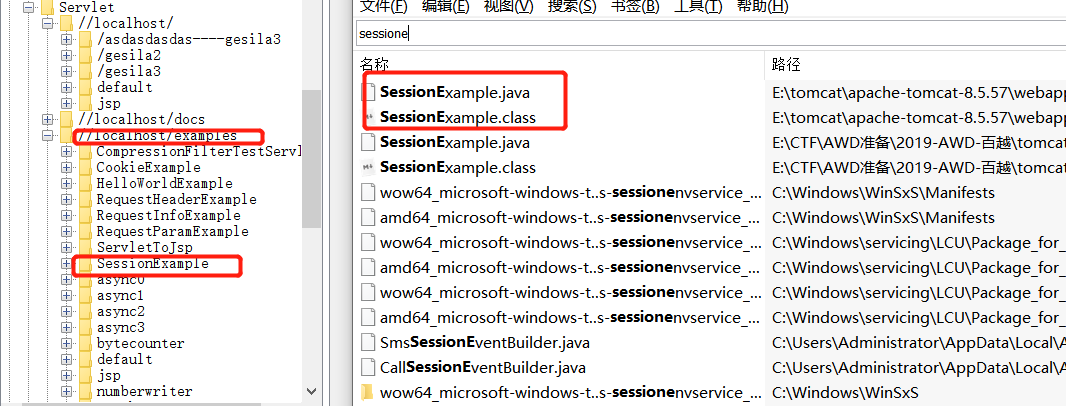 Servlet
//localhost/
/asdasdasdas----gesila3
/gesila2
/gesila3
default
jsp
//localhost/docs
//localhost/examples
CompressionFilterTestServl
CookieExample
HelloWorldExample
RequestHeaderExample
RequestInfoExample
RequestParamExample
ServletToJsp
SessionExample
async0
async1
async2
async3
bytecounter
default
jsp
numberwriter
文件(F) 编辑(E) 视图(V) 搜索(S) 书签(B) 工具(T) 帮助(H)
sessione
名称 路径
SessionExample.java E:\tomcat\apache-tomcat-8.5.57\webapp
SessionExample.class E:\tomcat\apache-tomcat-8.5.57\webapp
SessionExample.java E:\CTF\AWD准备\2019-AWD-百越\tomc
SessionExample.class E:\CTF\AWD准备\2019-AWD-百越\tomc
wow64_microsoft-windows-t..s-sessionenvservice_... C:\Windows\WinSxS\Manifests
amd64_microsoft-windows-t..s-sessionenvservice_... C:\Windows\WinSxS\Manifests
wow64_microsoft-windows-t..s-sessionenvservice_... C:\Windows\servicing\LCU\Package_for_
amd64_microsoft-windows-t..s-sessionenvservice_... C:\Windows\servicing\LCU\Package_for_
wow64_microsoft-windows-t..s-sessionenvservice_... C:\Windows\servicing\LCU\Package_for_
amd64_microsoft-windows-t..s-sessionenvservice_... C:\Windows\servicing\LCU\Package_for_
SmsSessionEventBuilder.java C:\Users\Administrator\AppData\Local\A
CallSessionEventBuilder.java C:\Users\Administrator\AppData\Local\A
wow64_microsoft-windows-t..s-sessionenvservice_... C:\Windows\WinSxS